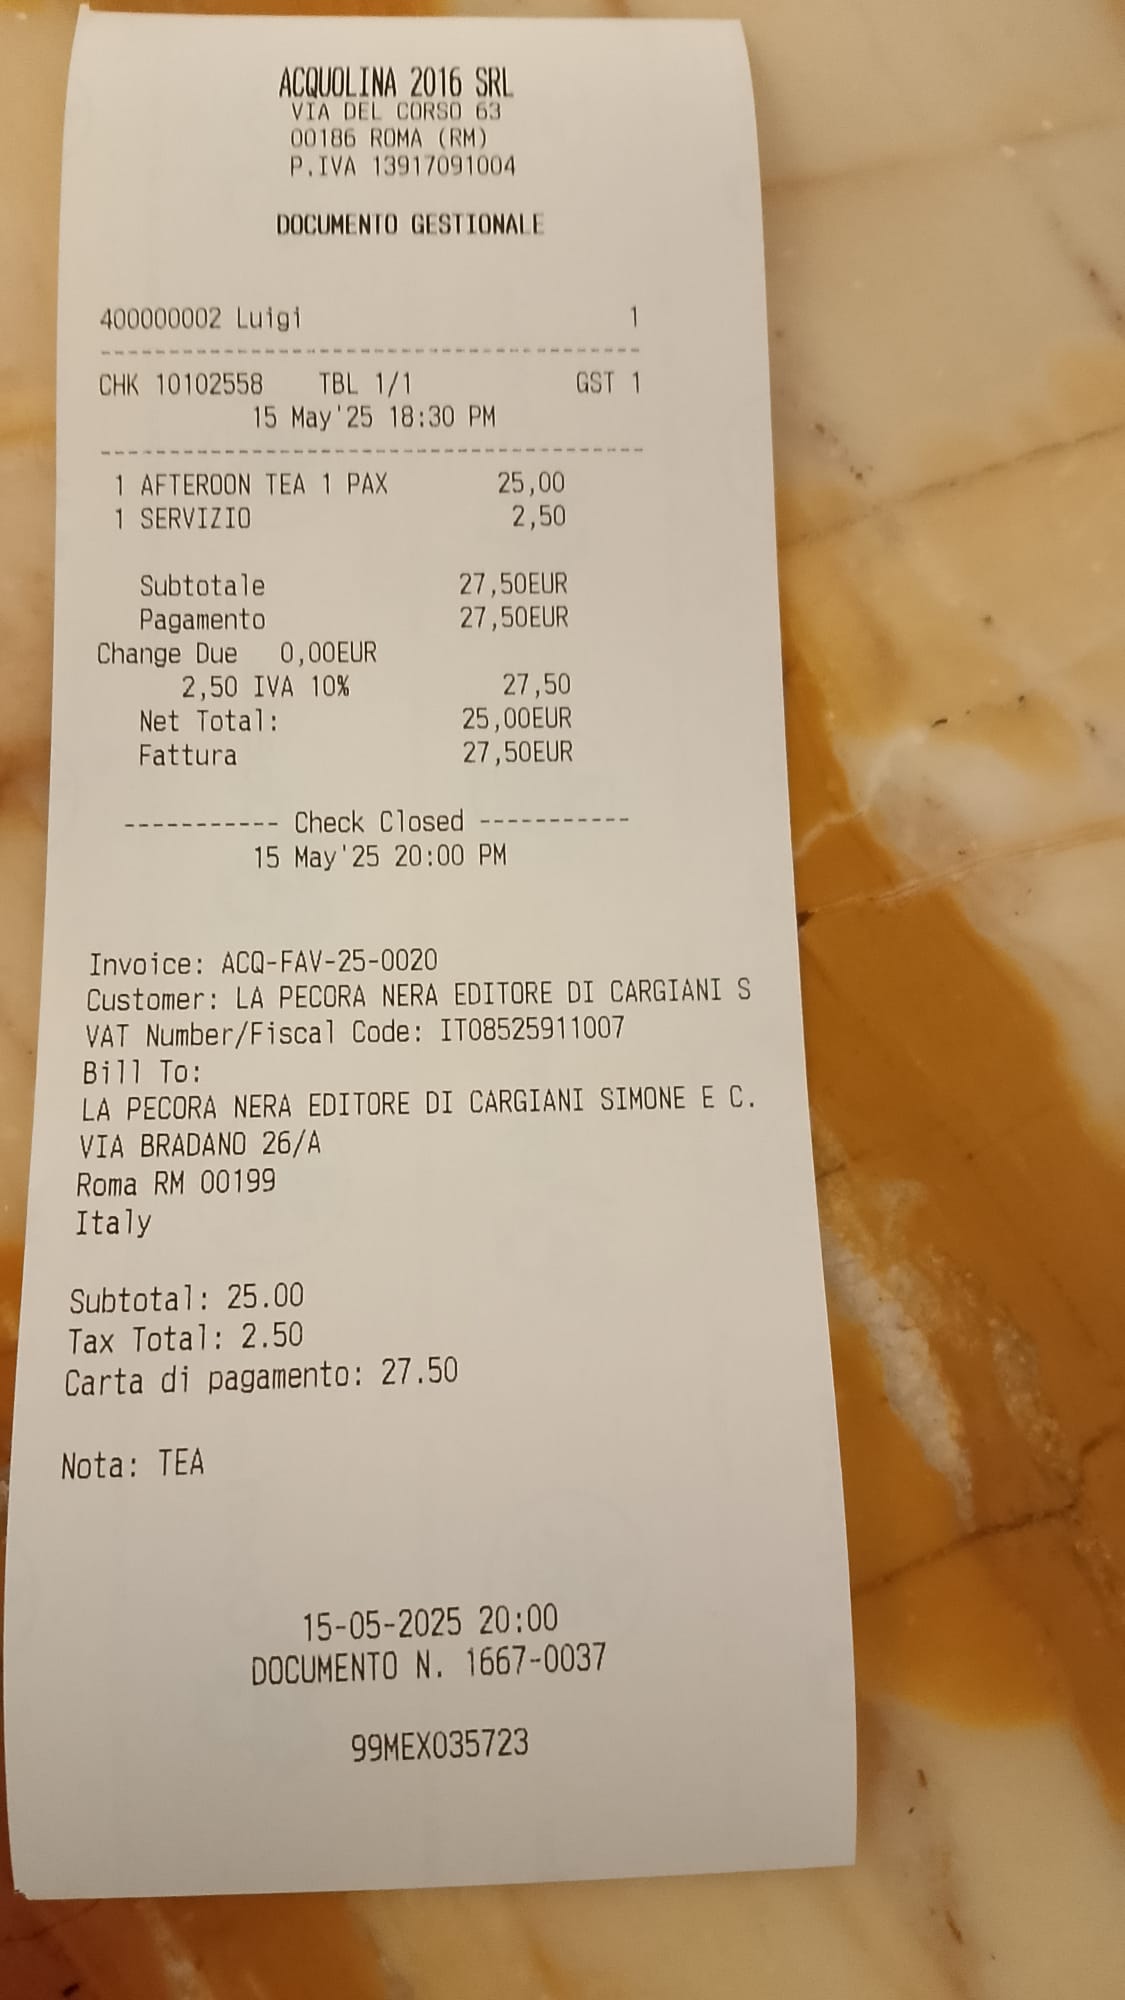 ACQUOLINA 2016 SRL
VIA DEL CORSO 63
00186 ROMA (RM)
P.IVA 13917091004
DOCUMENTO GESTIONALE
400000002 Luigi 1
CHK 10102558 TBL 1/1 GST 1
15 May'25 18:30 PM
1 AFTEROON TEA 1 PAX 25,00
1 SERVIZIO 2,50
Subtotale 27,50EUR
Pagamento 27,50EUR
Change Due 0,00EUR
2,50 IVA 10% 27,50
Net Total: 25,00EUR
Fattura 27,50EUR
----------- Check Closed -----------
15 May'25 20:00 PM
Invoice: ACQ-FAV-25-0020
Customer: LA PECORA NERA EDITORE DI CARGIANI S
VAT Number/Fiscal Code: IT08525911007
Bill To:
LA PECORA NERA EDITORE DI CARGIANI SIMONE E C.
VIA BRADANO 26/A
Roma RM 00199
Italy
Subtotal: 25.00
Tax Total: 2.50
Carta di pagamento: 27.50
Nota: TEA
15-05-2025 20:00
DOCUMENTO N. 1667-0037
99MEX035723